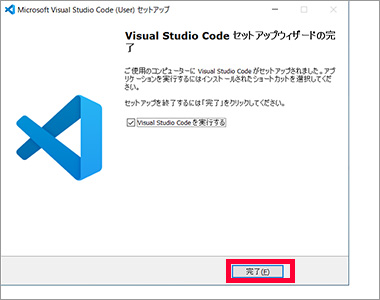 Microsoft Visual Studio Code (User) セットアップ
Visual Studio Code セットアップウィザードの完
了
ご使用のコンピューターに Visual Studio Code がセットアップされました。アプ
リケーションを実行するにはインストールされたショートカットを選択してくだ
さい。
セットアップを終了するには「完了」をクリックしてください。
Visual Studio Code を実行する
完了(F)